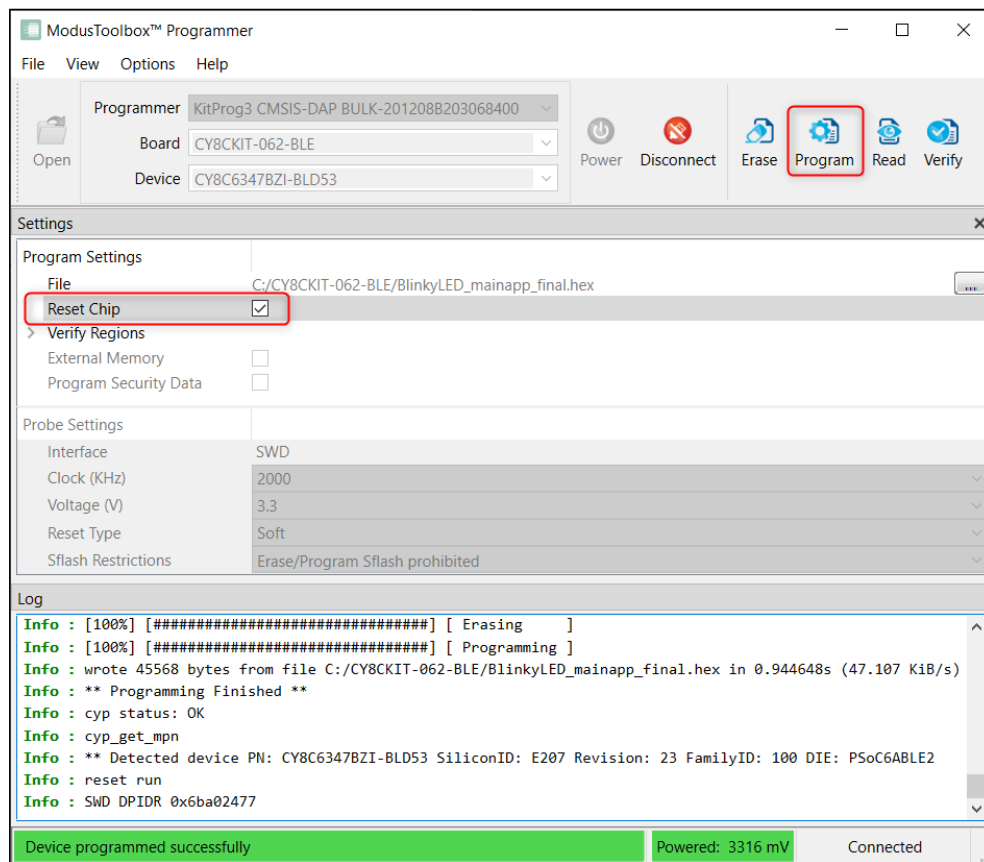 ModusToolbox™ Programmer
File View Options Help
Open
Programmer KitProg3 CMSIS-DAP BULK-201208B203068400
Board CY8CKIT-062-BLE
Device CY8C6347BZI-BLD53
Power Disconnect Erase Program Read Verify
Settings
Program Settings
File C:/CY8CKIT-062-BLE/BlinkyLED_mainapp_final.hex ...
Reset Chip
Verify Regions
External Memory
Program Security Data
Probe Settings
Interface SWD
Clock (KHz) 2000
Voltage (V) 3.3
Reset Type Soft
Sflash Restrictions Erase/Program Sflash prohibited
Log
Info : [100%] [################################] [ Erasing ]
Info : [100%] [################################] [ Programming ]
Info : wrote 45568 bytes from file C:/CY8CKIT-062-BLE/BlinkyLED_mainapp_final.hex in 0.944648s (47.107 KiB/s)
Info : ** Programming Finished **
Info : cyp status: OK
Info : cyp_get_mpn
Info : ** Detected device PN: CY8C6347BZI-BLD53 SiliconID: E207 Revision: 23 FamilyID: 100 DIE: PSoC6ABLE2
Info : reset run
Info : SWD DPIDR 0x6ba02477
Device programmed successfully Powered: 3316 mV Connected